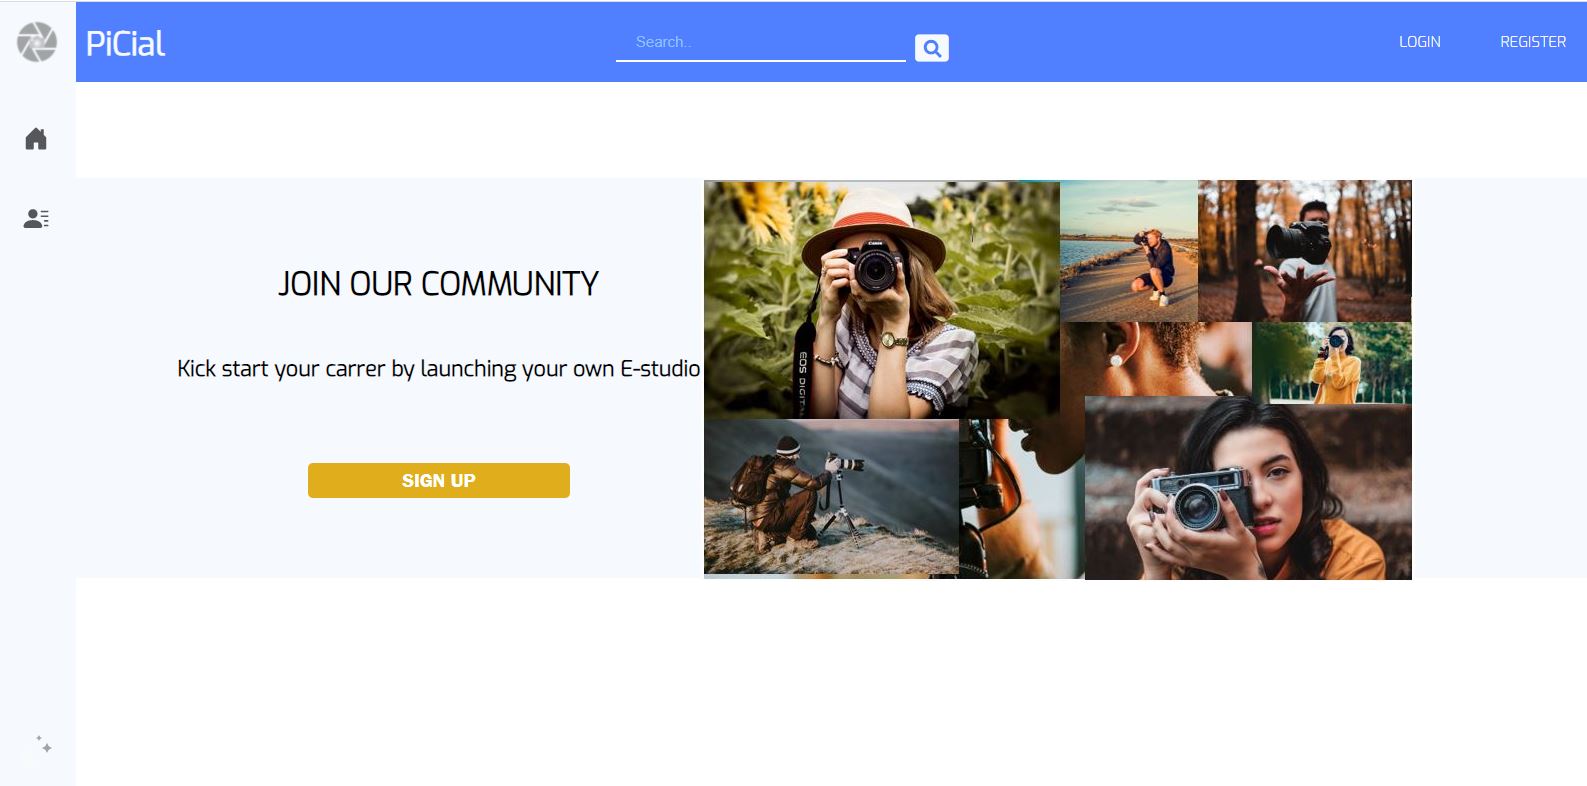 PiCial
Search..
LOGIN
REGISTER
JOIN OUR COMMUNITY
Kick start your carrer by launching your own E-studio
SIGN UP
Canon
EOS DIGIT